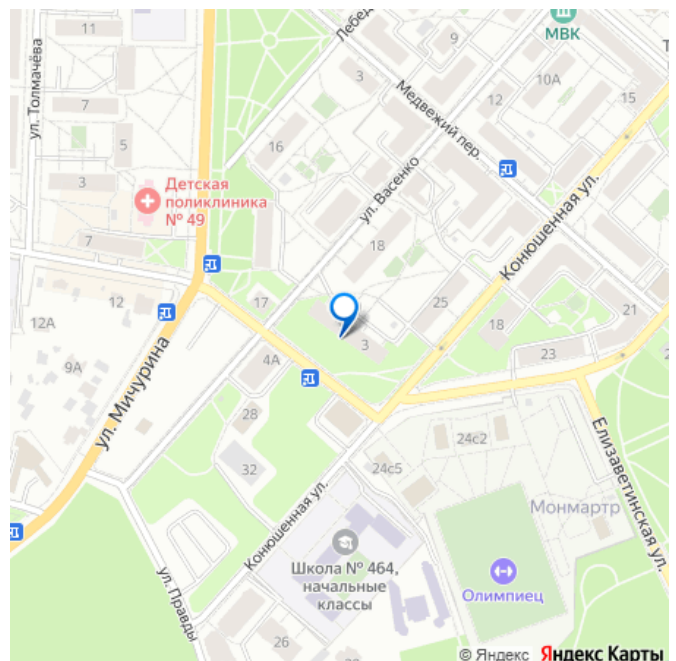 11
Лебед
9
МВК
ул. Толмачёва
7
3
10А
Медвежий пер.
12
15
5
16
3
Детская
поликлиника
№ 49
ул. Васенко
Конюшенная ул.
7
18
12
17
25
21
12А
18
3
23
9А
4А
ул. Мичурина
28
24с2
32
24с5
Елизаветинская ул.
Конюшенная ул.
Монмартр
Школа № 464,
начальные
классы
Олимпиец
ул. Правды
26
© Яндекс Яндекс Карты